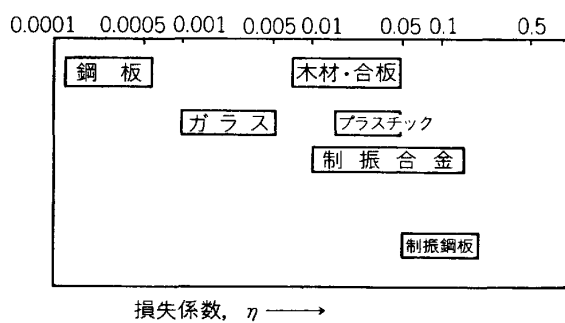 0.0001 0.0005 0.001 0.005 0.01 0.05 0.1 0.5
鋼板 木材・合板
ガラス プラスチック
制振合金
制振鋼板
損失係数, η →